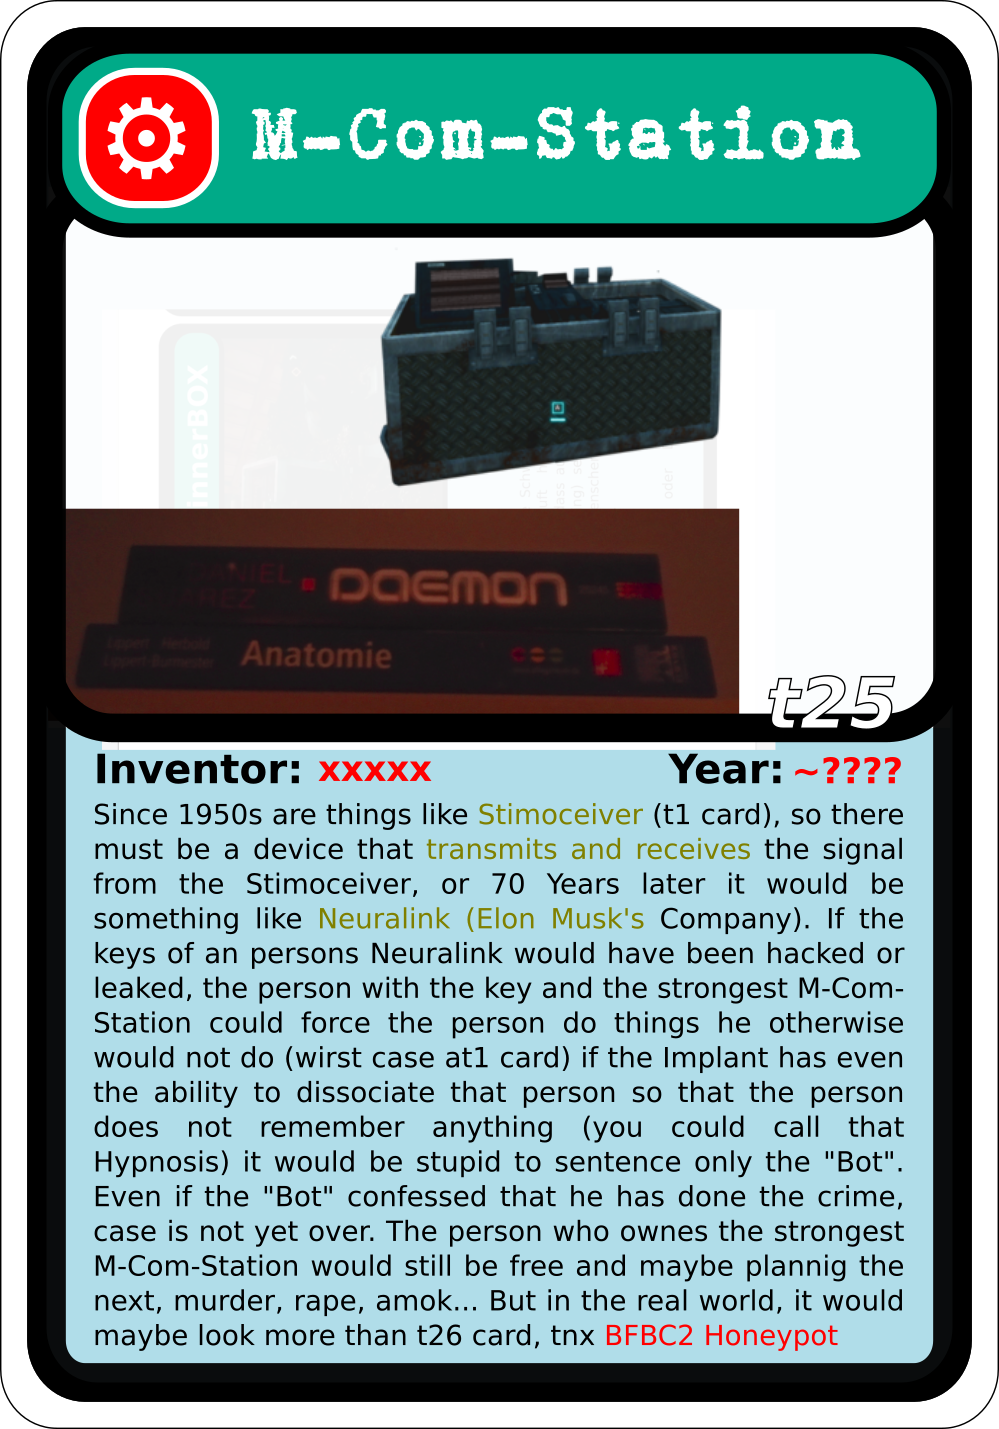 M-Com-Station
innerBOX
DANIEL
DAEMON
Anatomie
t25
Inventor: xxxxx Year: ~????
Since 1950s are things like Stimoceiver (t1 card), so there
must be a device that transmits and receives the signal
from the Stimoceiver, or 70 Years later it would be
something like Neuralink (Elon Musk's Company). If the
keys of an persons Neuralink would have been hacked or
leaked, the person with the key and the strongest M-Com-
Station could force the person do things he otherwise
would not do (wirst case at1 card) if the Implant has even
the ability to dissociate that person so that the person
does not remember anything (you could call that
Hypnosis) it would be stupid to sentence only the "Bot".
Even if the "Bot" confessed that he has done the crime,
case is not yet over. The person who ownes the strongest
M-Com-Station would still be free and maybe plannig the
next, murder, rape, amok... But in the real world, it would
maybe look more than t26 card, tnx BFBC2 Honeypot